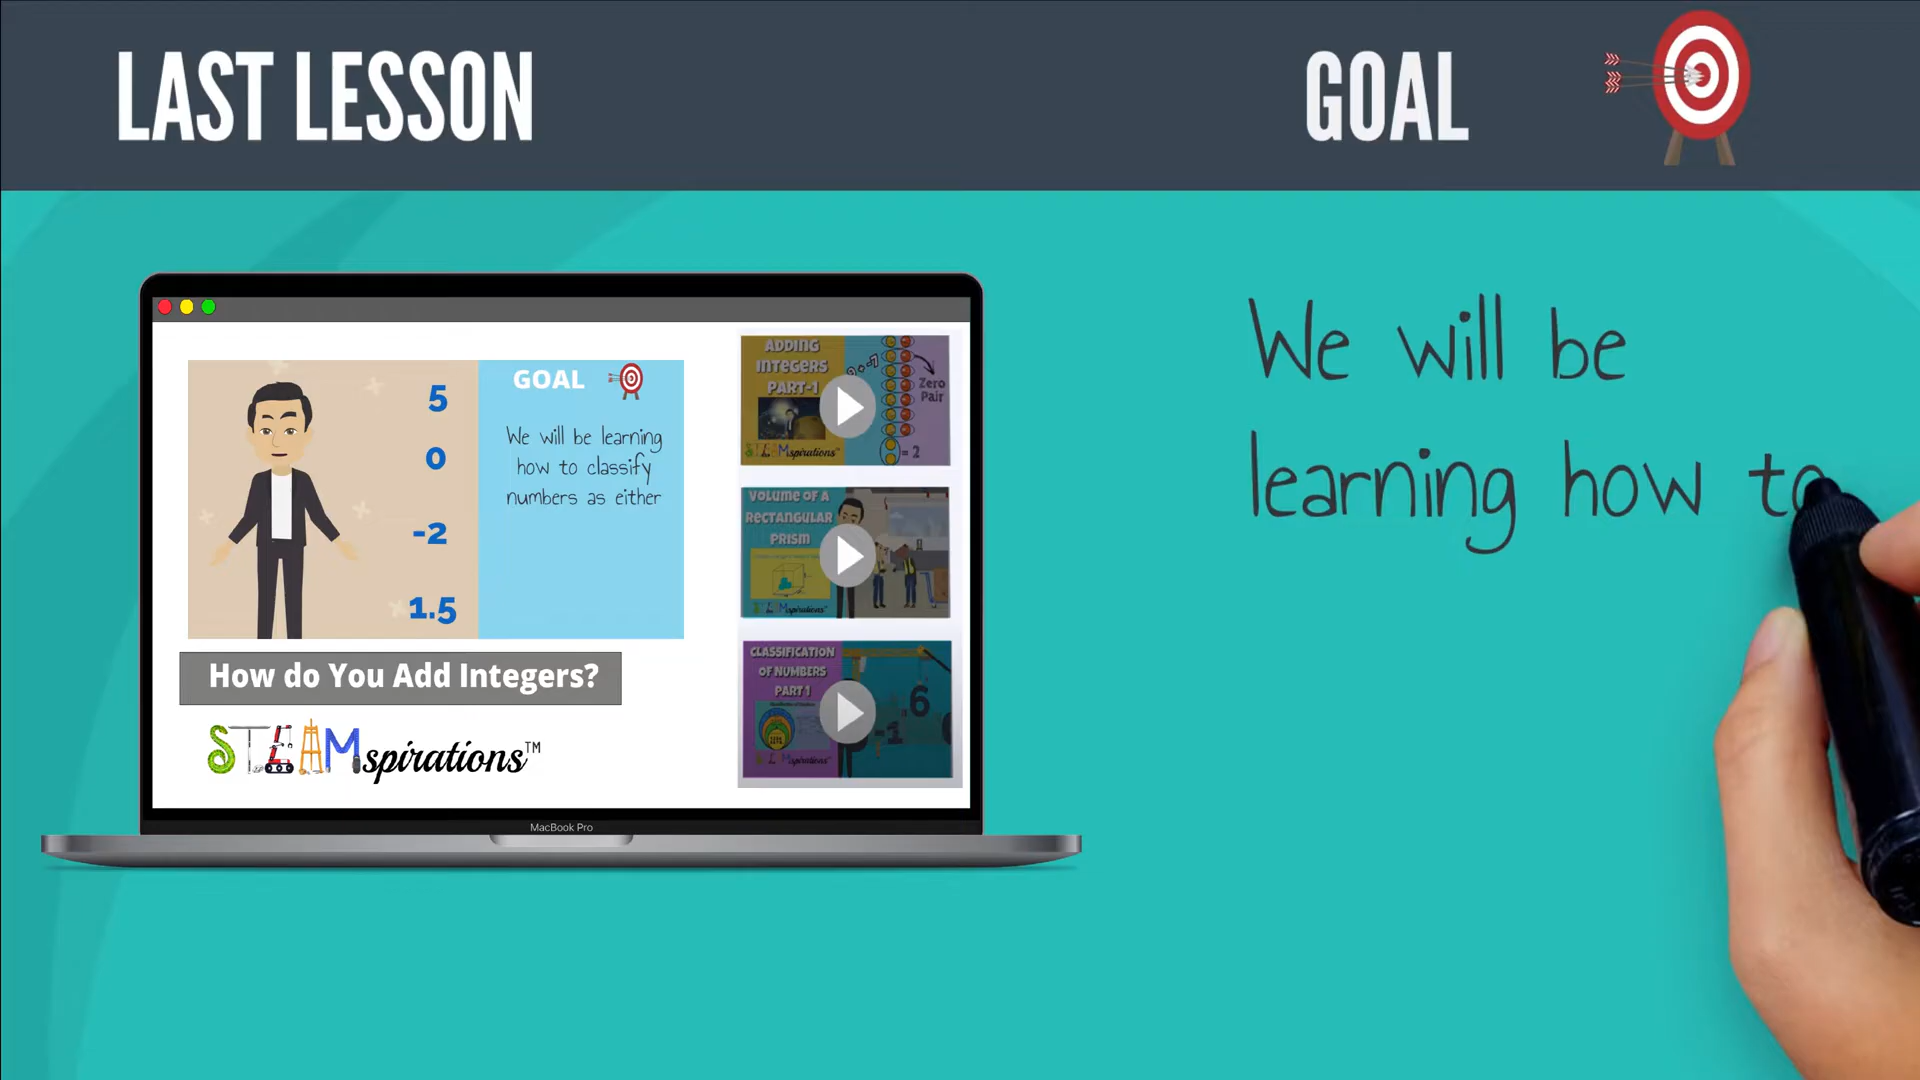 LAST LESSON
GOAL
5
0
-2
1.5
GOAL
We will be learning
how to classify
numbers as either
How do You Add Integers?
STEAMspirations™
ADDING
INTEGERS
PART-1
Zero
Pair
= 2
STEAMspirations™
VOLUME OF A
RECTANGULAR
PRISM
STEAMspirations™
CLASSIFICATION
OF NUMBERS
PART 1
6
MacBook Pro
We will be
learning how to